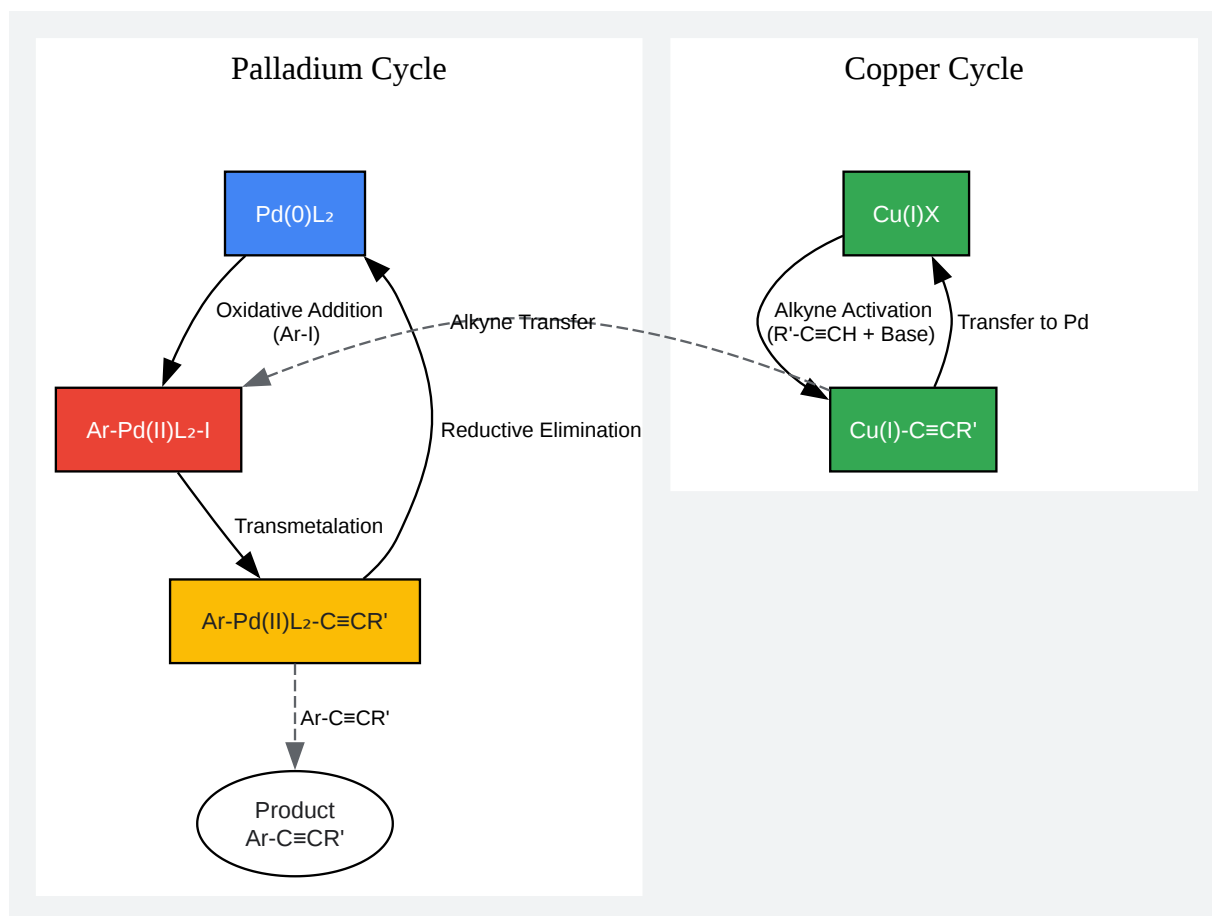 Palladium Cycle
Pd(0)L₂
Oxidative Addition
(Ar-I)
Alkyne Transfer
Ar-Pd(II)L₂-I
Reductive Elimination
Transmetalation
Ar-Pd(II)L₂-C≡CR'
Ar-C≡CR'
Product
Ar-C≡CR'
Copper Cycle
Cu(I)X
Alkyne Activation
(R'-C≡CH + Base)
Transfer to Pd
Cu(I)-C≡CR'